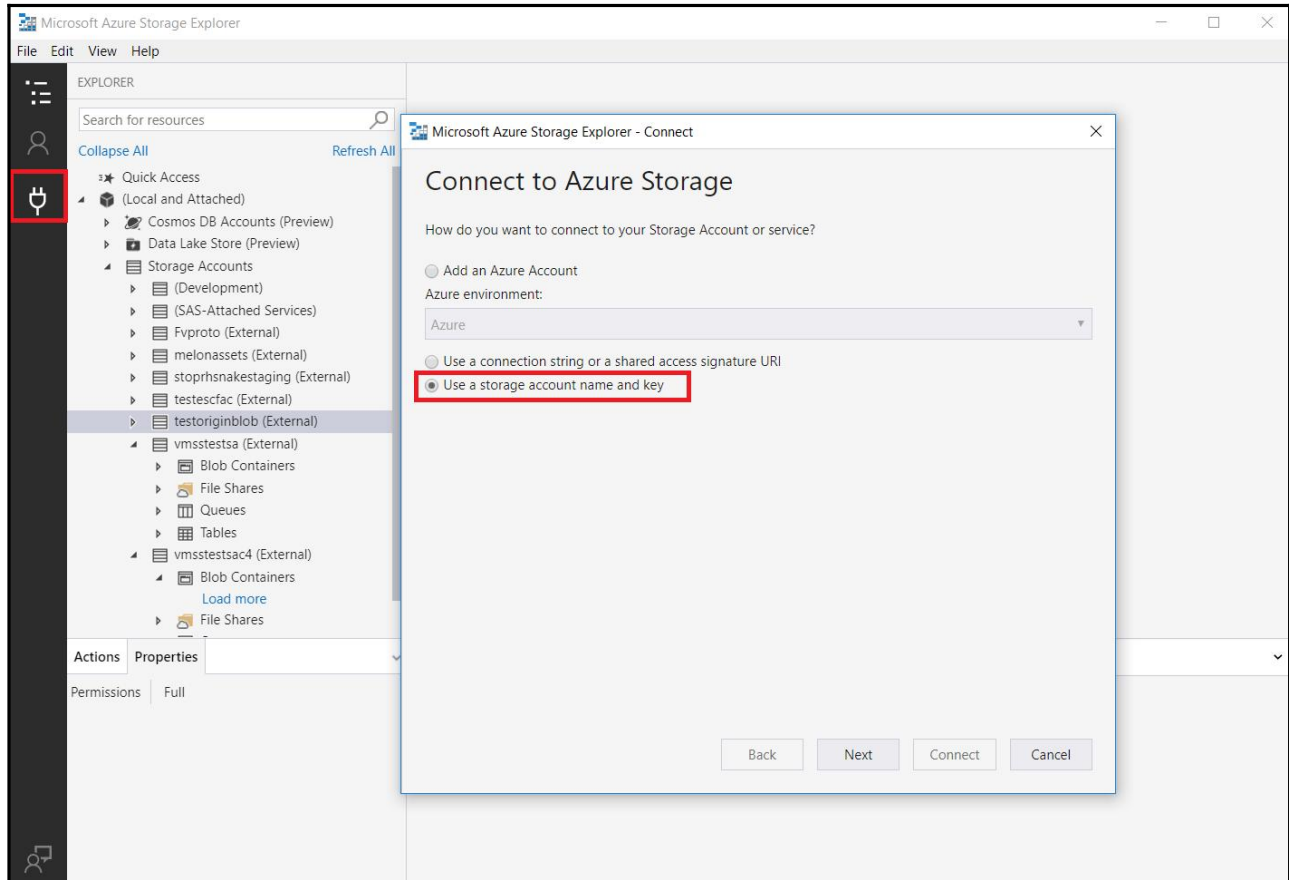 Microsoft Azure Storage Explorer
File Edit View Help
EXPLORER
Search for resources
Collapse All Refresh All
Quick Access
(Local and Attached)
Cosmos DB Accounts (Preview)
Data Lake Store (Preview)
Storage Accounts
(Development)
(SAS-Attached Services)
Fvproto (External)
melonassets (External)
stoprhsnakestaging (External)
testescfac (External)
testoriginblob (External)
vmsstestsa (External)
Blob Containers
File Shares
Queues
Tables
vmsstestsac4 (External)
Blob Containers
Load more
File Shares
Actions Properties
Permissions Full
Microsoft Azure Storage Explorer - Connect
Connect to Azure Storage
How do you want to connect to your Storage Account or service?
Add an Azure Account
Azure environment:
Azure
Use a connection string or a shared access signature URI
Use a storage account name and key
Back Next Connect Cancel